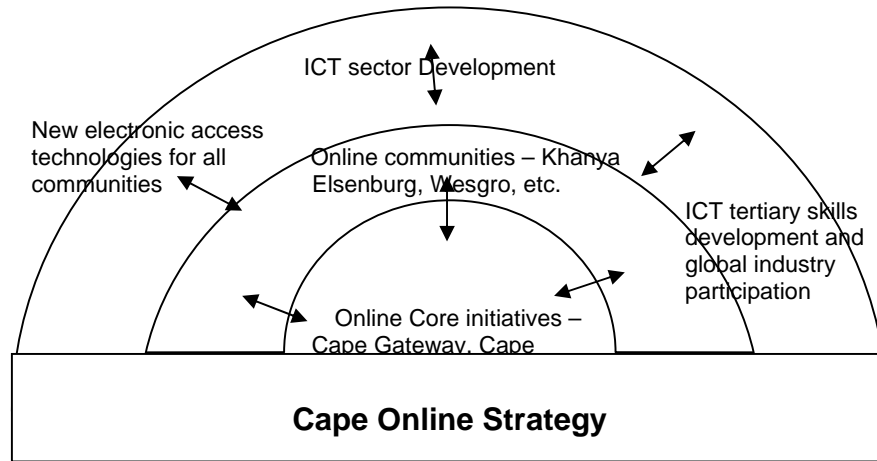 ICT sector Development
New electronic access
technologies for all
communities
Online communities – Khanya
Elsenburg, Wesgro, etc.
ICT tertiary skills
development and
global industry
participation
Online Core initiatives –
Cape Gateway, Cape
Cape Online Strategy